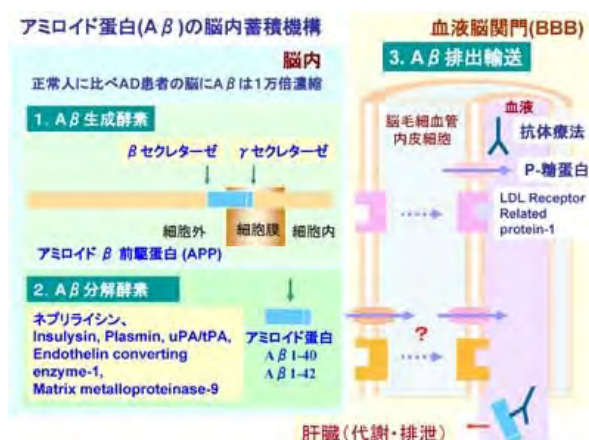 アミロイド蛋白(Aβ)の脳内蓄積機構
脳内
正常人に比べAD患者の脳にAβは1万倍濃縮
1. Aβ生成酵素
βセクレターゼ γセクレターゼ
細胞外 細胞膜 細胞内
アミロイド β 前駆蛋白 (APP)
2. Aβ分解酵素
ネプリライシン、
Insulysin, Plasmin, uPA/tPA,
Endothelin converting
enzyme-1,
Matrix metalloproteinase-9
アミロイド蛋白
Aβ1-40
Aβ1-42
血液脳関門(BBB)
3. Aβ排出輸送
脳毛細血管
内皮細胞
血液
抗体療法
P-糖蛋白
LDL Receptor
Related
protein-1
?
肝臓(代謝・排泄)